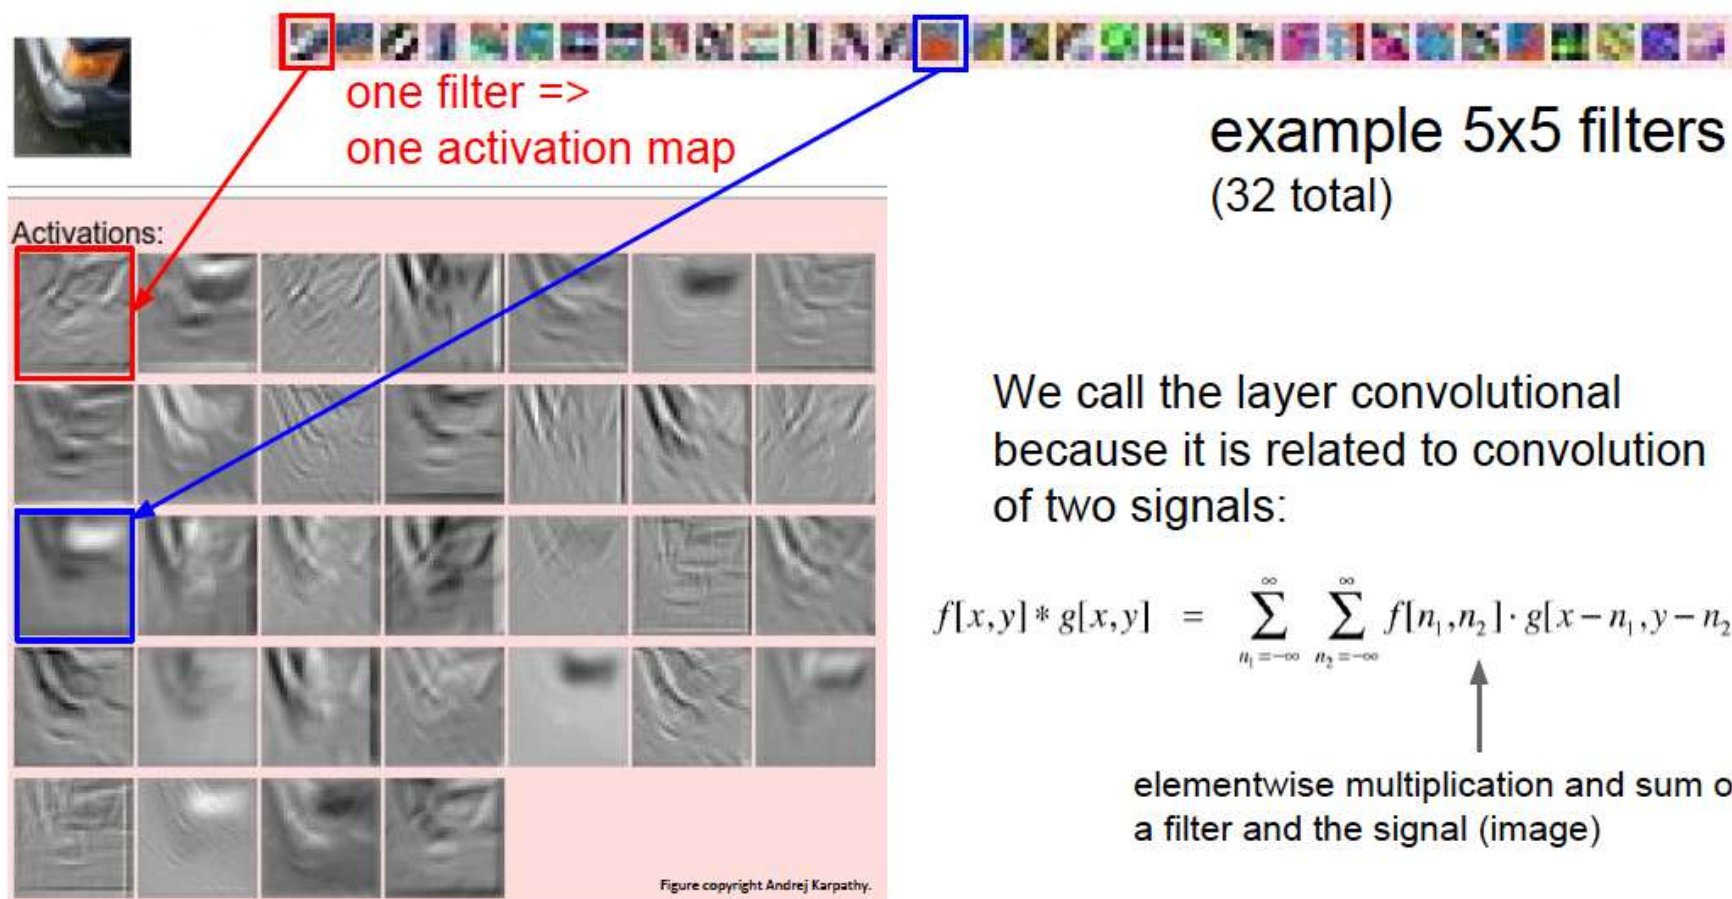 one filter =>
one activation map
example 5x5 filters
(32 total)
Activations:
We call the layer convolutional
because it is related to convolution
of two signals:
f[x,y] * g[x,y] = ∑_{n₁=-∞}^{∞} ∑_{n₂=-∞}^{∞} f[n₁,n₂] · g[x - n₁, y - n₂
elementwise multiplication and sum o
a filter and the signal (image)
Figure copyright Andrej Karpathy.